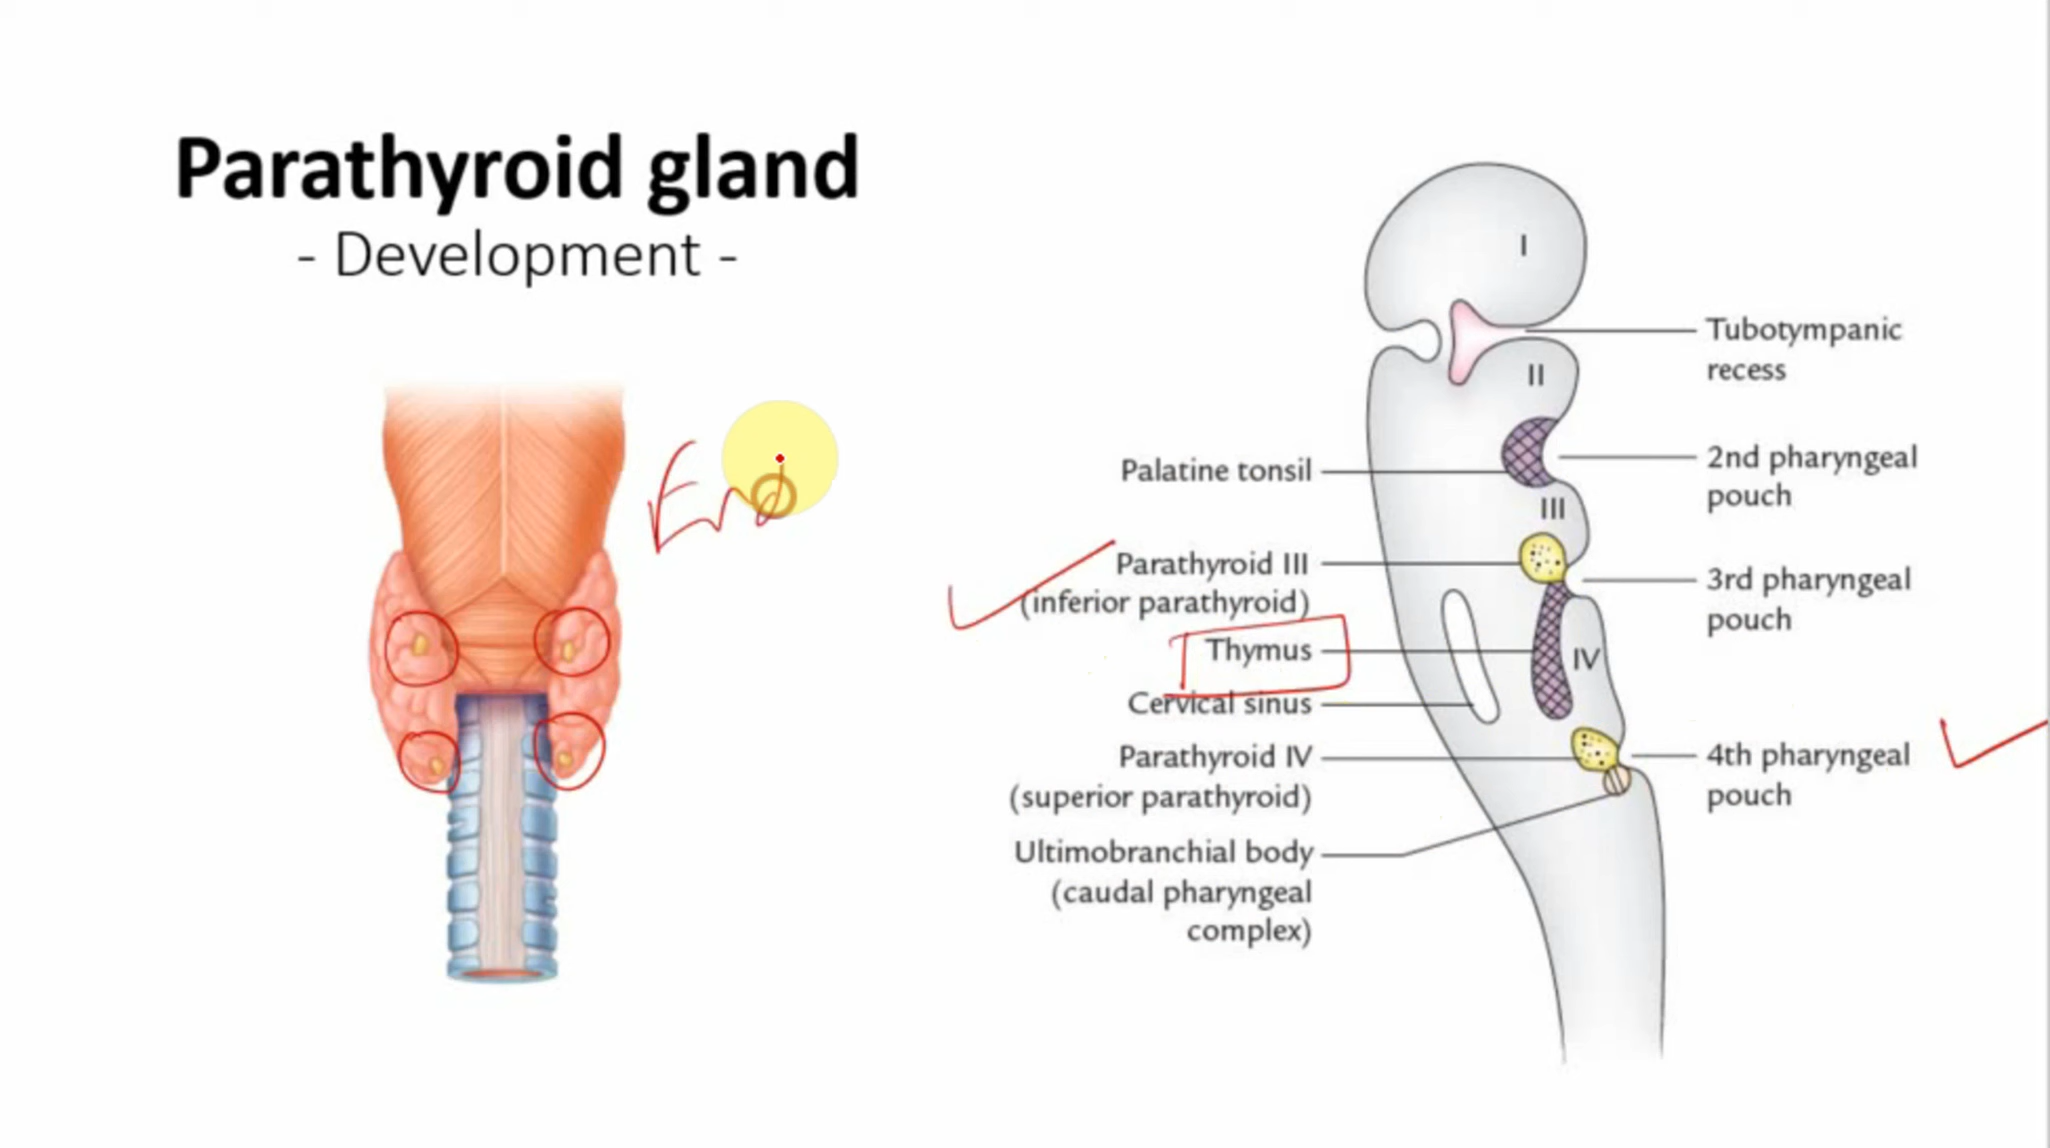 Parathyroid gland
- Development -
End
I
Tubotympanic
recess
II
Palatine tonsil
2nd pharyngeal
pouch
III
Parathyroid III
(inferior parathyroid)
3rd pharyngeal
pouch
Thymus
IV
Cervical sinus
Parathyroid IV
(superior parathyroid)
4th pharyngeal
pouch
Ultimobranchial body
(caudal pharyngeal
complex)